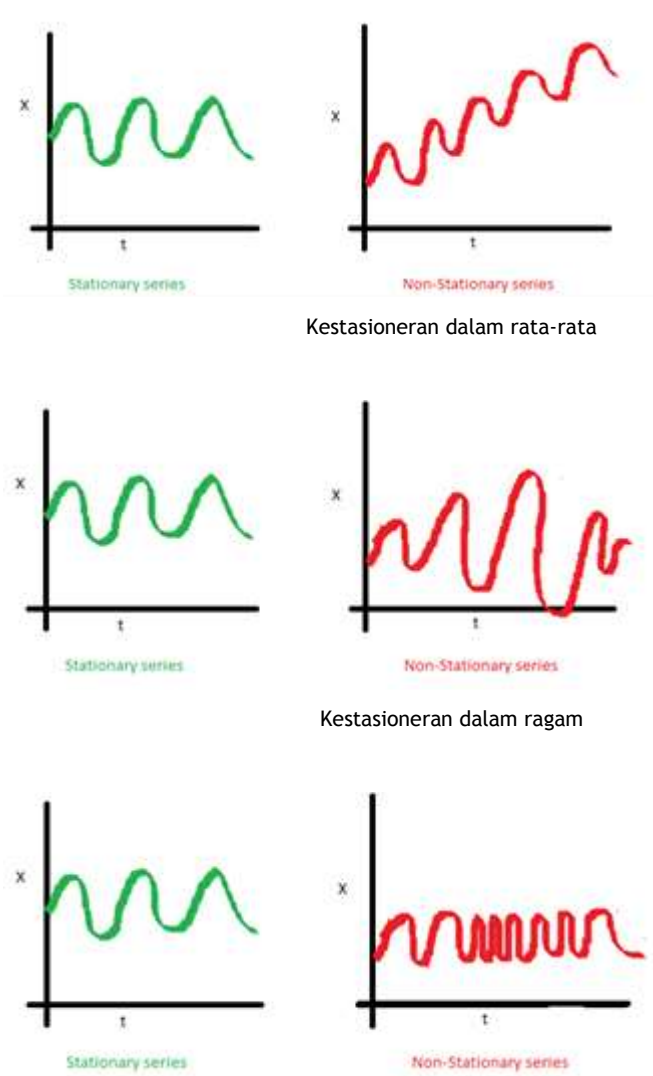 X
X
t
t
Stationary series
Non-Stationary series
Kestasioneran dalam rata-rata
X
X
t
t
Stationary series
Non-Stationary series
Kestasioneran dalam ragam
X
X
t
t
Stationary series
Non-Stationary series